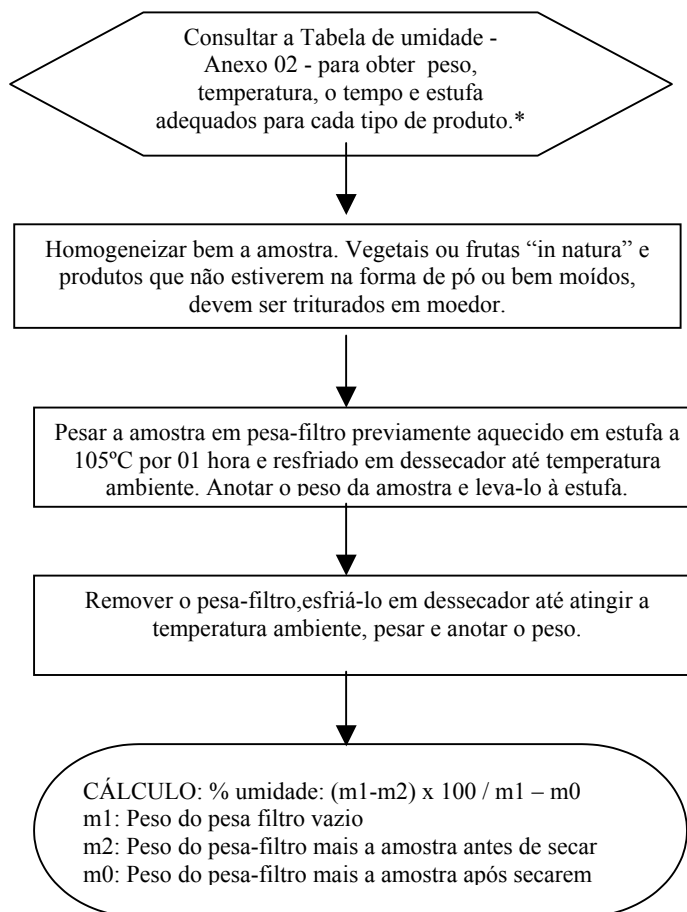 Consultar a Tabela de umidade -
Anexo 02 - para obter peso,
temperatura, o tempo e estufa
adequados para cada tipo de produto.*
Homogeneizar bem a amostra. Vegetais ou frutas “in natura” e
produtos que não estiverem na forma de pó ou bem moídos,
devem ser triturados em moedor.
Pesar a amostra em pesa-filtro previamente aquecido em estufa a
105ºC por 01 hora e resfriado em dessecador até temperatura
ambiente. Anotar o peso da amostra e leva-lo à estufa.
Remover o pesa-filtro,esfriá-lo em dessecador até atingir a
temperatura ambiente, pesar e anotar o peso.
CÁLCULO: % umidade: (m1-m2) x 100 / m1 – m0
m1: Peso do pesa filtro vazio
m2: Peso do pesa-filtro mais a amostra antes de secar
m0: Peso do pesa-filtro mais a amostra após secarem